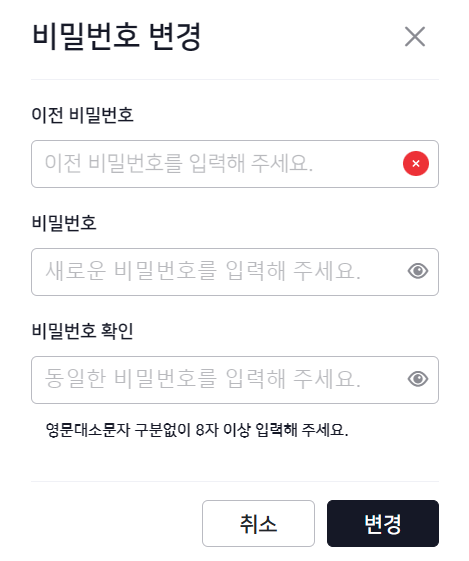 비밀번호 변경
이전 비밀번호
이전 비밀번호를 입력해 주세요.
비밀번호
새로운 비밀번호를 입력해 주세요.
비밀번호 확인
동일한 비밀번호를 입력해 주세요.
영문대소문자 구분없이 8자 이상 입력해 주세요.
취소 변경